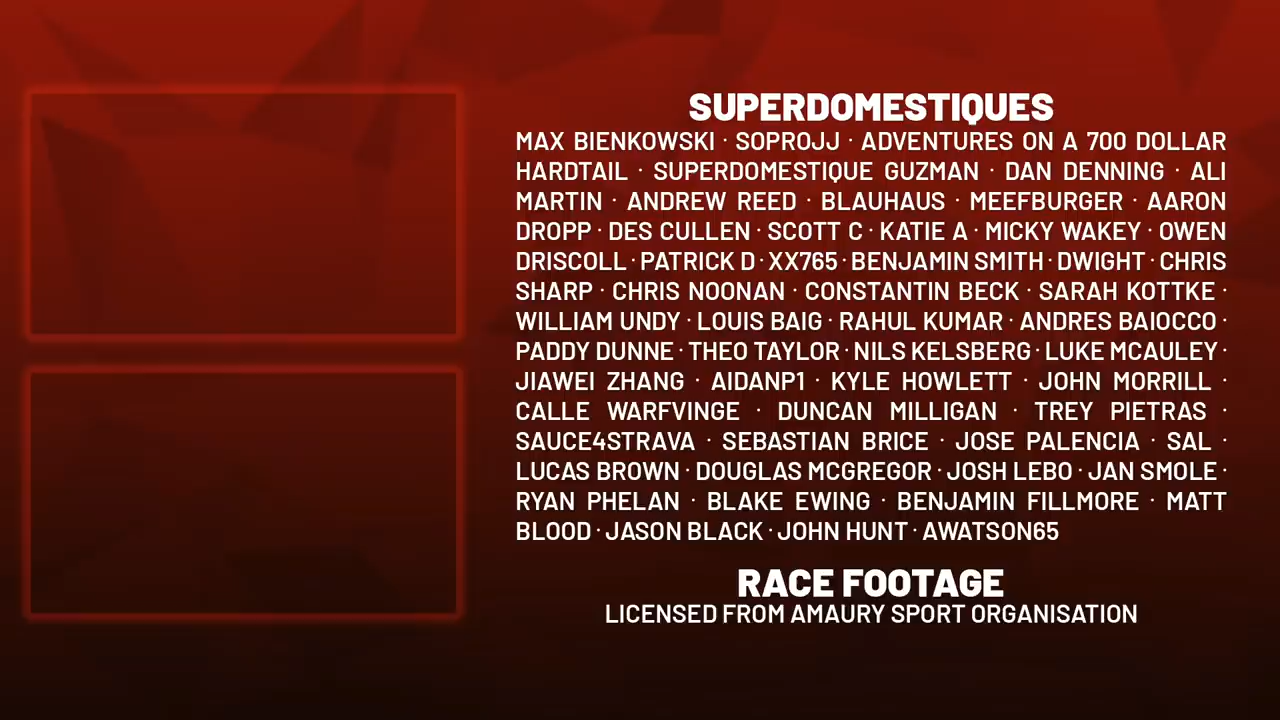 SUPERDOMESTIQUES
MAX BIENKOWSKI · SOPROJJ · ADVENTURES ON A 700 DOLLAR
HARDTAIL · SUPERDOMESTIQUE GUZMAN · DAN DENNING · ALI
MARTIN · ANDREW REED · BLAUHAUS · MEEFBURGER · AARON
DROPP · DES CULLEN · SCOTT C · KATIE A · MICKY WAKEY · OWEN
DRISCOLL · PATRICK D · XX765 · BENJAMIN SMITH · DWIGHT · CHRIS
SHARP · CHRIS NOONAN · CONSTANTIN BECK · SARAH KOTTKE ·
WILLIAM UNDY · LOUIS BAIG · RAHUL KUMAR · ANDRES BAIOCCO ·
PADDY DUNNE · THEO TAYLOR · NILS KELSBERG · LUKE MCAULEY ·
JIAWEI ZHANG · AIDANP1 · KYLE HOWLETT · JOHN MORRILL ·
CALLE WARFVINGE · DUNCAN MILLIGAN · TREY PIETRAS ·
SAUCE4STRAVA · SEBASTIAN BRICE · JOSE PALENCIA · SAL ·
LUCAS BROWN · DOUGLAS MCGREGOR · JOSH LEBO · JAN SMOLE ·
RYAN PHELAN · BLAKE EWING · BENJAMIN FILLMORE · MATT
BLOOD · JASON BLACK · JOHN HUNT · AWATSON65
RACE FOOTAGE
LICENSED FROM AMAURY SPORT ORGANISATION